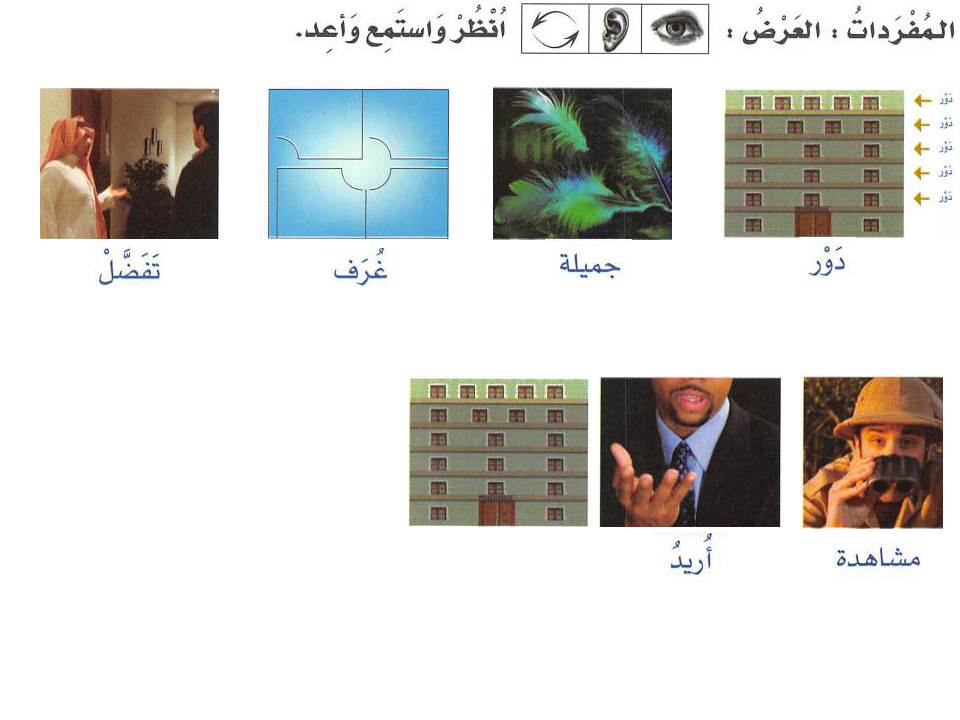 المُفْرَداتُ : العَرْضُ : اُنْظُرْ وَاستَمِع وَأعِد.
دَوْر
دَوْر
دَوْر
دَوْر
دَوْر
دَوْر
جميلة
غُرَف
تَفَضَّلْ
مشاهدة
أُريدُ